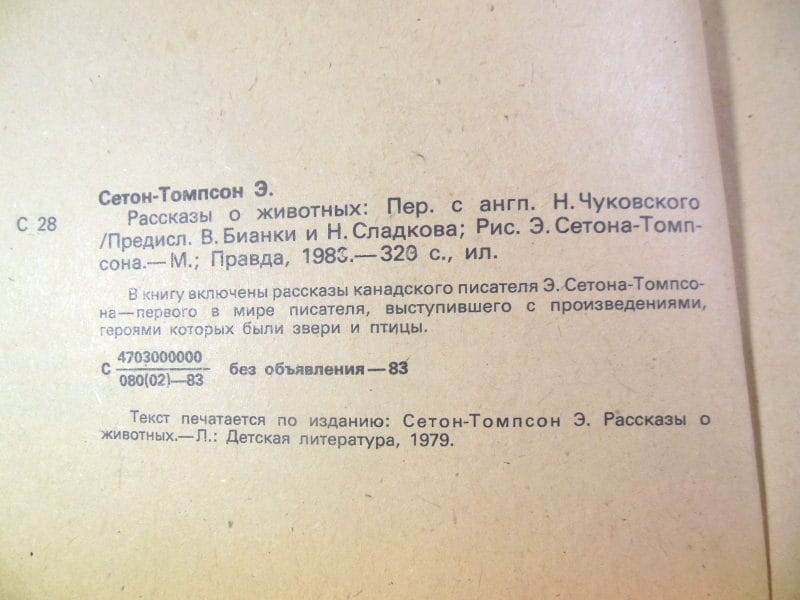 Сетон-Томпсон Э.
С 28
Рассказы о животных: Пер. с англ. Н. Чуковского
/Предисл. В. Бианки и Н. Сладкова; Рис. Э. Сетона-Томп-
сона.— М.; Правда, 1983.—320 с., ил.
В книгу включены рассказы канадского писателя Э. Сетона-Томпсо-
на—первого в мире писателя, выступившего с произведениями,
героями которых были звери и птицы.
С 4703000000
080(02)—83 без объявления—83
Текст печатается по изданию: Сетон-Томпсон Э. Рассказы о
животных.—Л.: Детская литература, 1979.